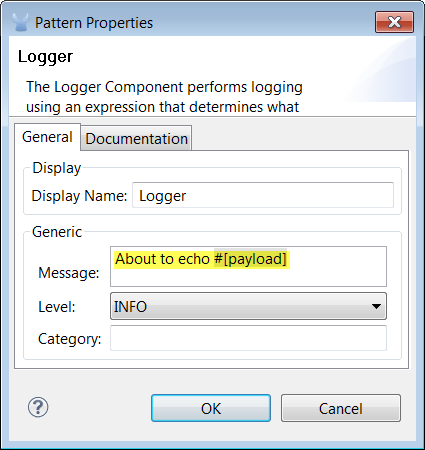 Pattern Properties
Logger
The Logger Component performs logging
using an expression that determines what
General Documentation
Display
Display Name: Logger
Generic
Message: About to echo #[payload]
Level: INFO
Category:
? OK Cancel